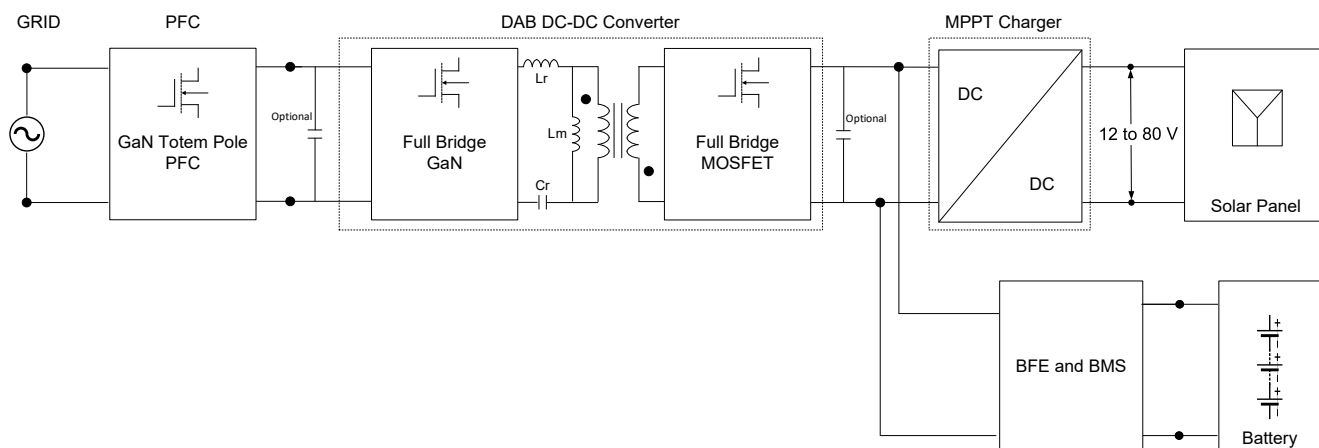 GRID
PFC
DAB DC-DC Converter
MPPT Charger
GaN Totem Pole
PFC
Optional
Full Bridge
GaN
Lr
Lm
Cr
Full Bridge
MOSFET
Optional
DC
DC
12 to 80 V
Solar Panel
BFE and BMS
Battery